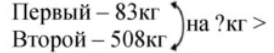 Первый – 83кг
Второй – 508кг
на ?кг >